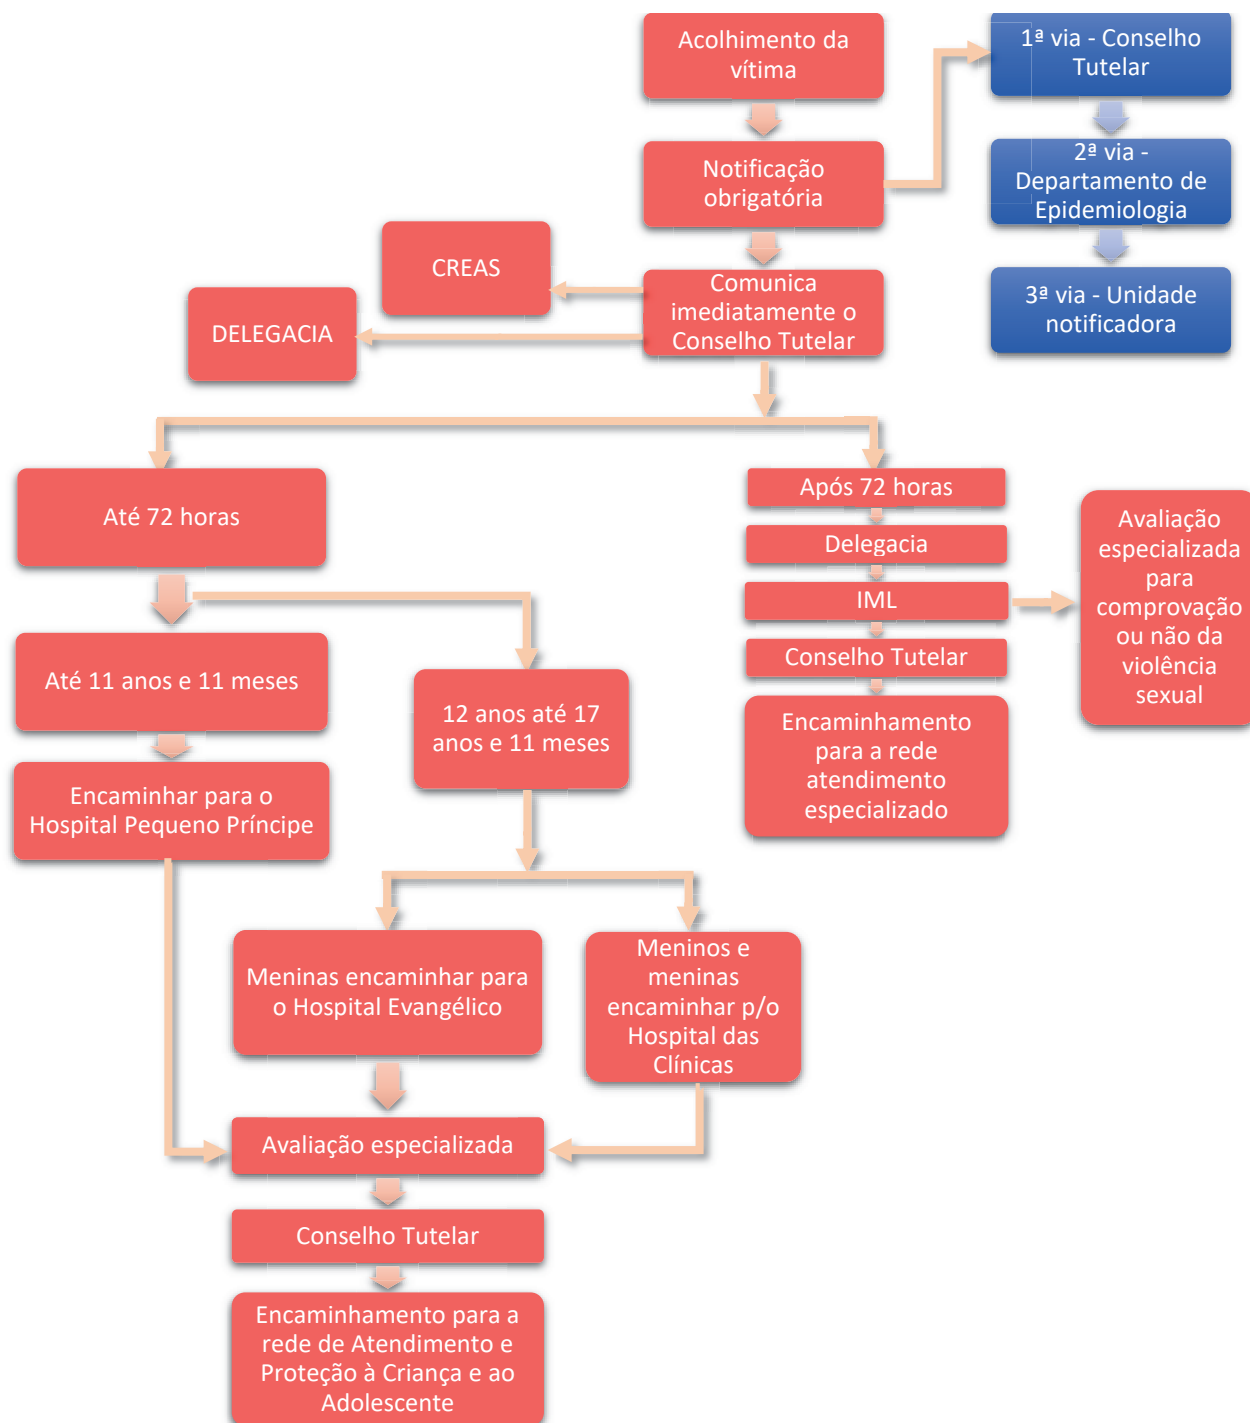 Acolhimento da
vítima
1ª via - Conselho
Tutelar
Notificação
obrigatória
2ª via -
Departamento de
Epidemiologia
CREAS
Comunica
imediatamente o
Conselho Tutelar
3ª via - Unidade
notificadora
DELEGACIA
Até 72 horas
Após 72 horas
Delegacia
IML
Conselho Tutelar
Encaminhamento
para a rede
atendimento
especializado
Avaliação
especializada
para
comprovação
ou não da
violência
sexual
Até 11 anos e 11 meses
12 anos até 17
anos e 11 meses
Encaminhar para o
Hospital Pequeno Príncipe
Meninas encaminhar para
o Hospital Evangélico
Meninos e
meninas
encaminhar p/o
Hospital das
Clínicas
Avaliação especializada
Conselho Tutelar
Encaminhamento para a
rede de Atendimento e
Proteção à Criança e ao
Adolescente